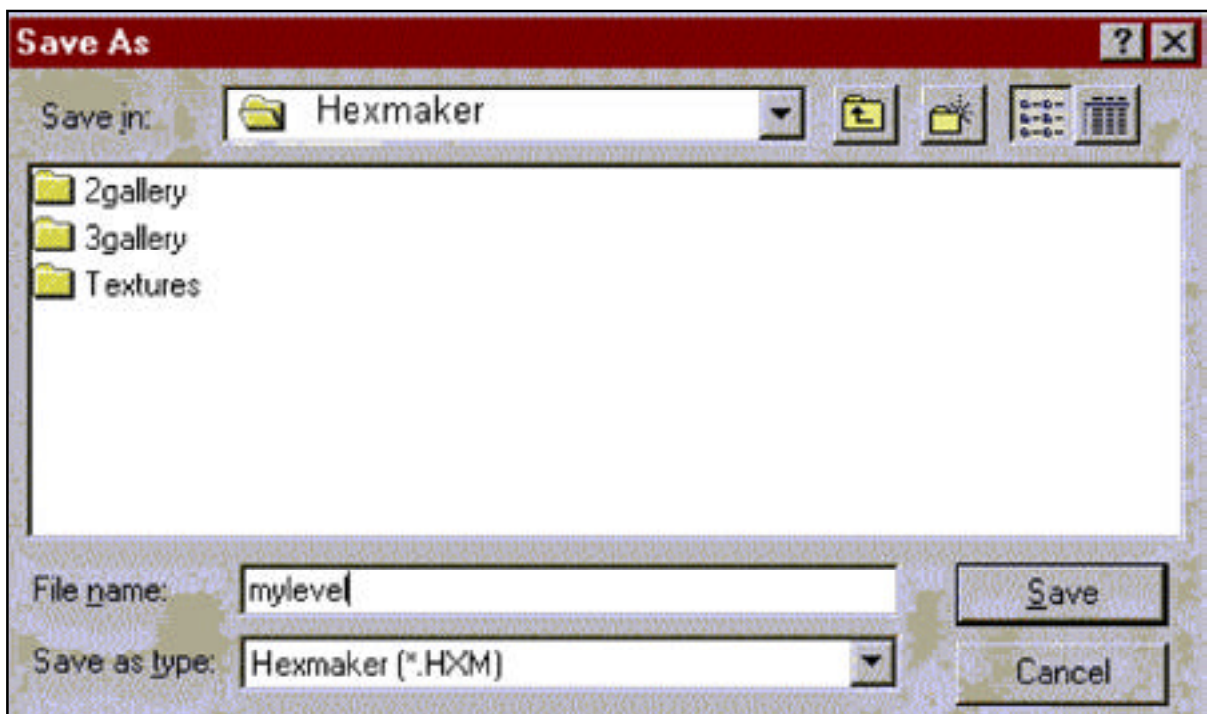 Save As
Save in: Hexmaker
2gallery
3gallery
Textures
File name: mylevel
Save
Save as type: Hexmaker (*.HXM)
Cancel